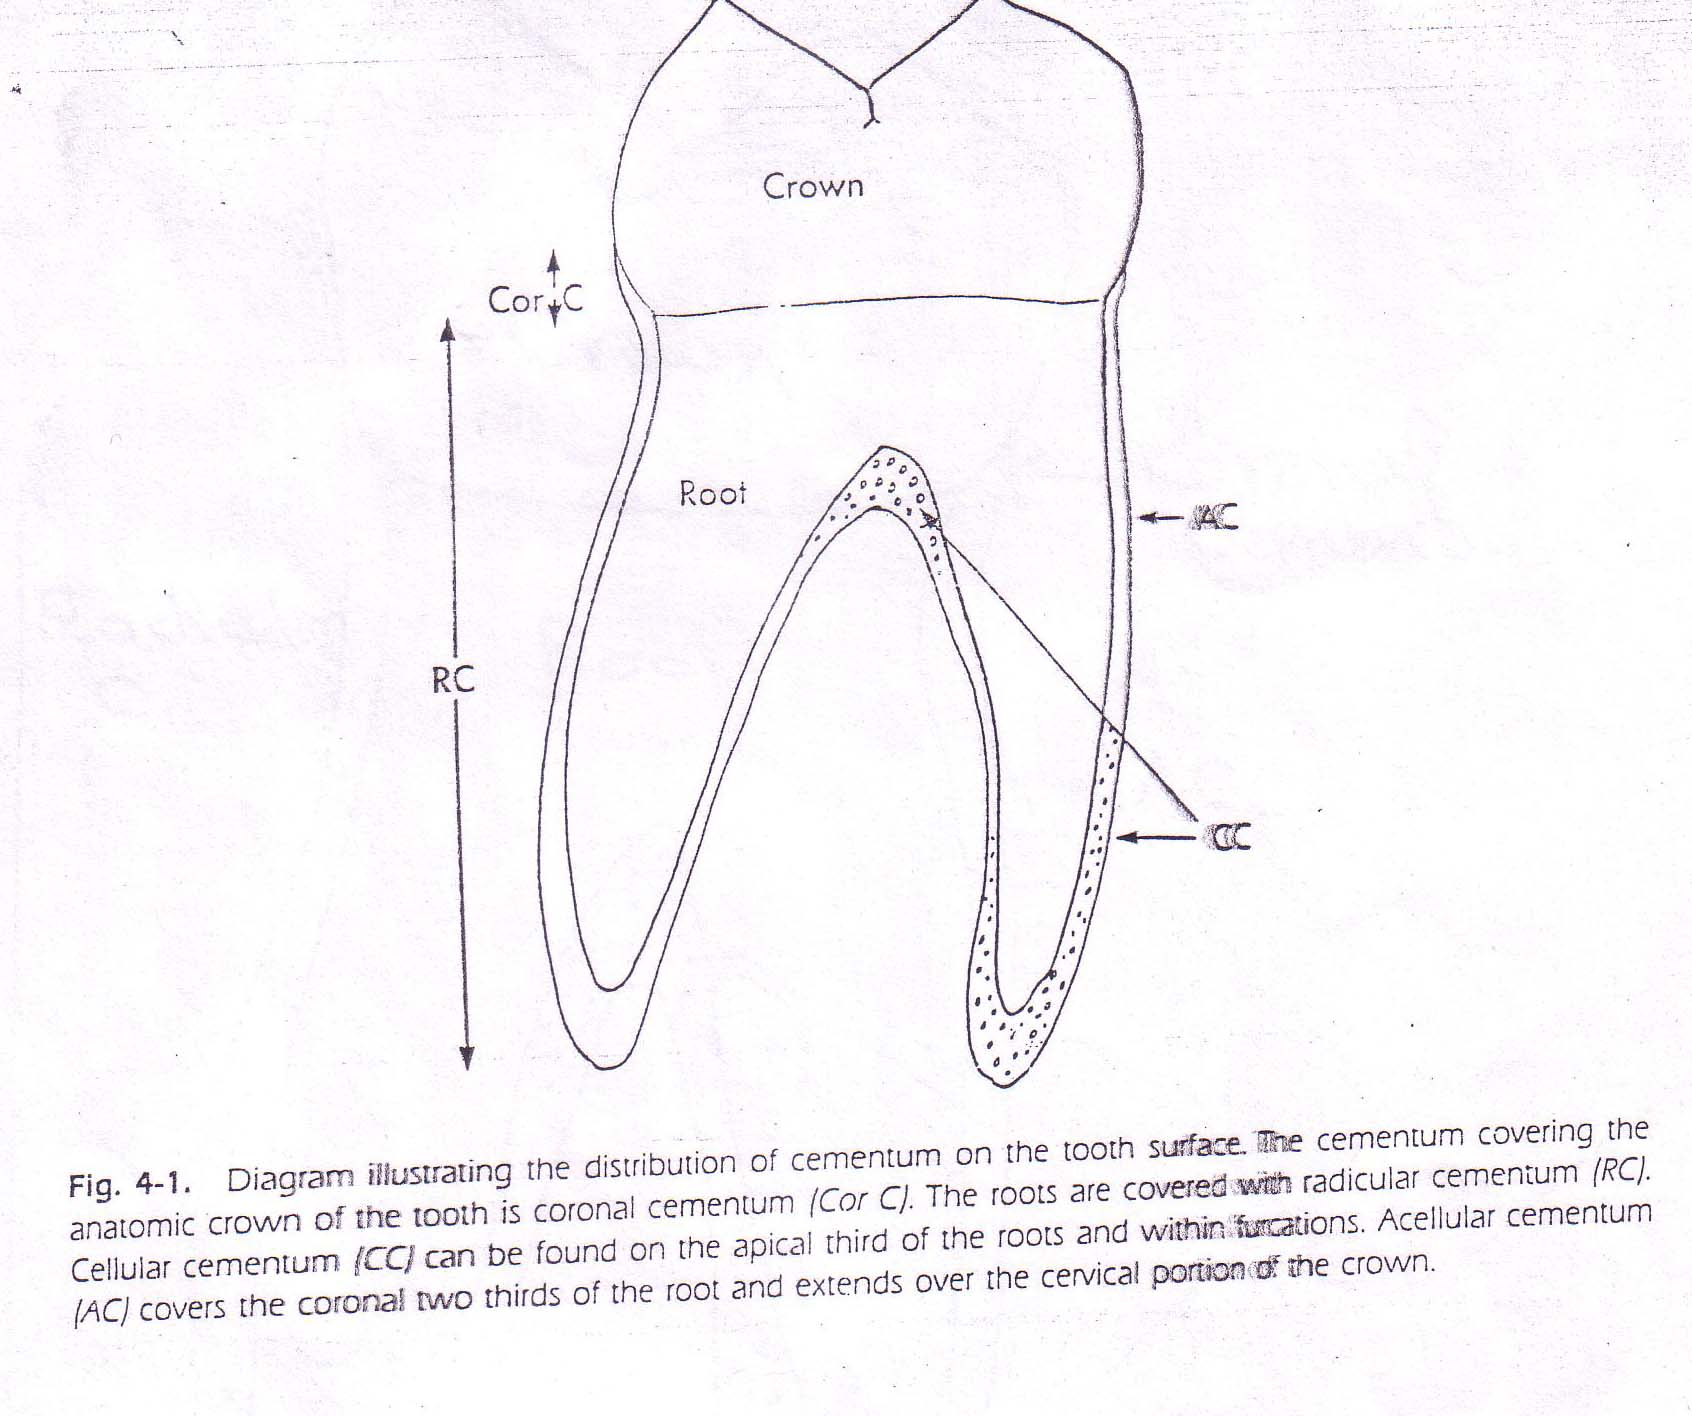 Crown
Cor C
Root
AC
RC
CC
Fig. 4-1. Diagram illustrating the distribution of cementum on the tooth surface. The cementum covering the
anatomic crown of the tooth is coronal cementum (Cor C). The roots are covered with radicular cementum (RC).
Cellular cementum (CC) can be found on the apical third of the roots and within furcations. Acellular cementum
(AC) covers the coronal two thirds of the root and extends over the cervical portion of the crown.